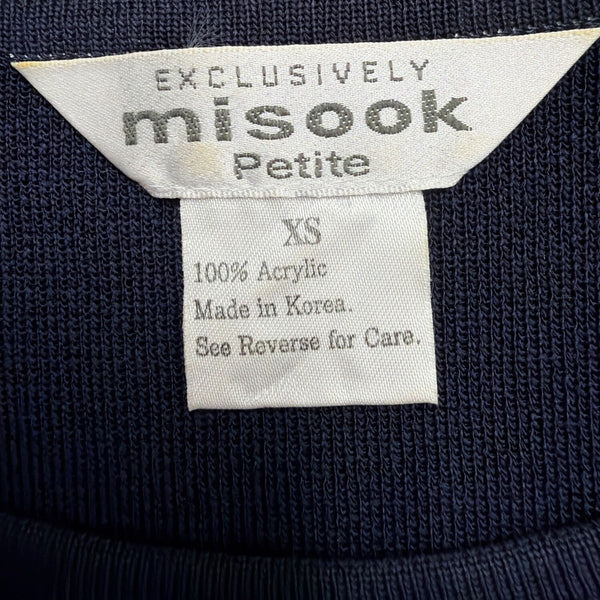 EXCLUSIVELY
misook
Petite
XS
100% Acrylic
Made in Korea.
See Reverse for Care.